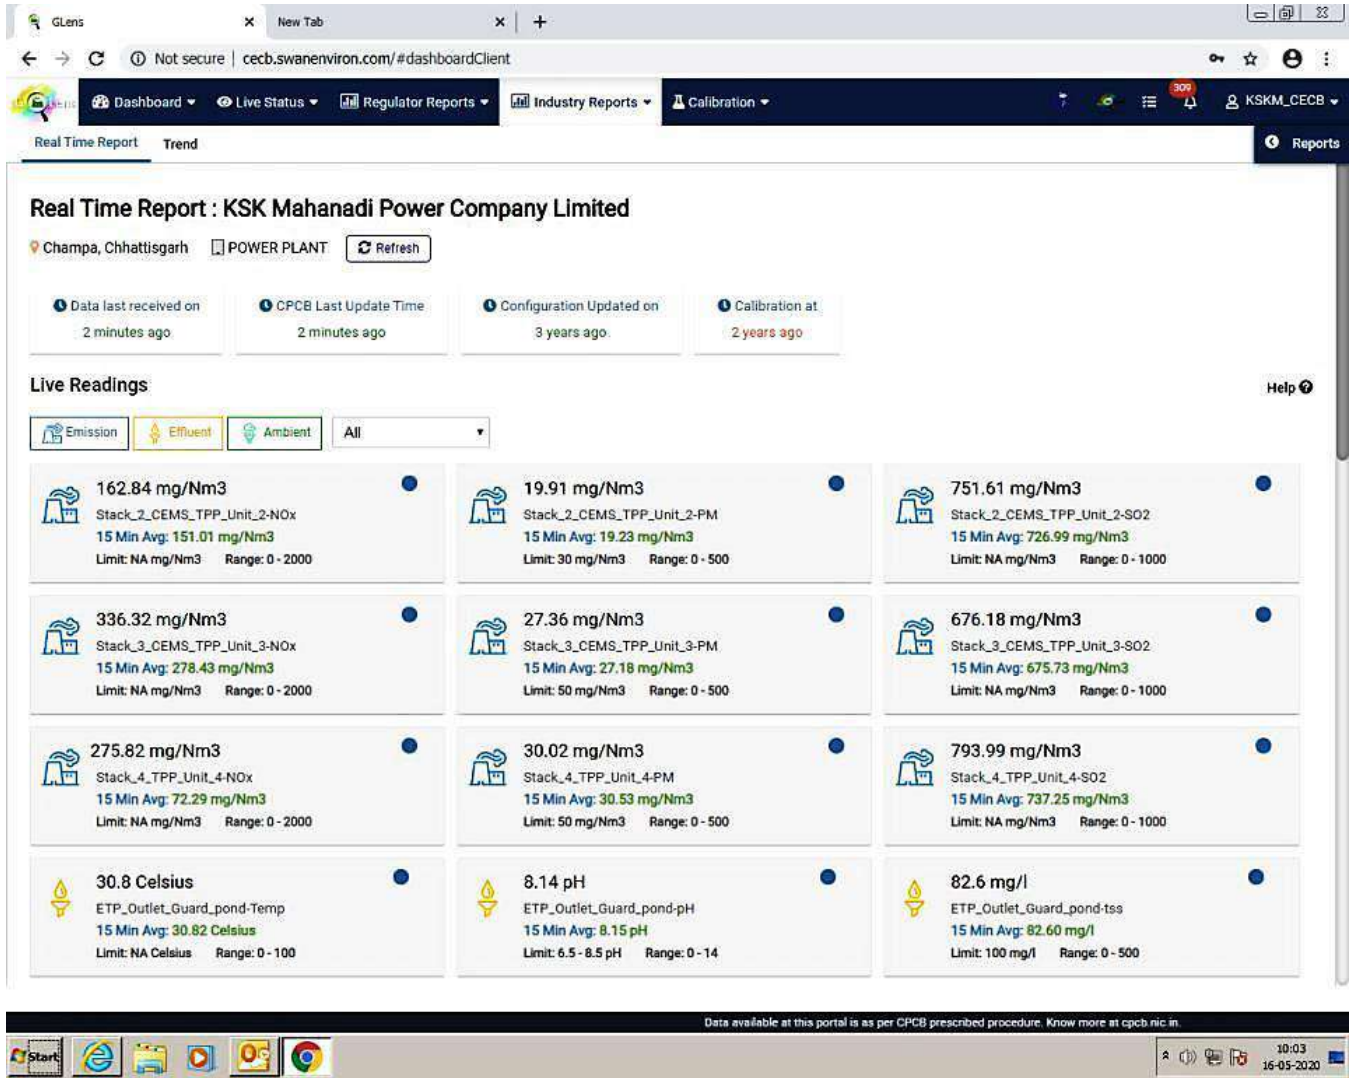 GLens
New Tab
Not secure | cecb.swanenviron.com/#dashboardClient
Dashboard Live Status Regulator Reports Industry Reports Calibration 309 KSKM_CECB
Real Time Report Trend Reports
Real Time Report : KSK Mahanadi Power Company Limited
Champa, Chhattisgarh POWER PLANT Refresh
Data last received on CPCB Last Update Time Configuration Updated on Calibration at
2 minutes ago 2 minutes ago 3 years ago 2 years ago
Live Readings Help
Emission Effluent Ambient All
162.84 mg/Nm3 19.91 mg/Nm3 751.61 mg/Nm3
Stack_2_CEMS_TPP_Unit_2-NOx Stack_2_CEMS_TPP_Unit_2-PM Stack_2_CEMS_TPP_Unit_2-SO2
15 Min Avg: 151.01 mg/Nm3 15 Min Avg: 19.23 mg/Nm3 15 Min Avg: 726.99 mg/Nm3
Limit: NA mg/Nm3 Range: 0 - 2000 Limit: 30 mg/Nm3 Range: 0 - 500 Limit: NA mg/Nm3 Range: 0 - 1000
336.32 mg/Nm3 27.36 mg/Nm3 676.18 mg/Nm3
Stack_3_CEMS_TPP_Unit_3-NOx Stack_3_CEMS_TPP_Unit_3-PM Stack_3_CEMS_TPP_Unit_3-SO2
15 Min Avg: 278.43 mg/Nm3 15 Min Avg: 27.18 mg/Nm3 15 Min Avg: 675.73 mg/Nm3
Limit: NA mg/Nm3 Range: 0 - 2000 Limit: 50 mg/Nm3 Range: 0 - 500 Limit: NA mg/Nm3 Range: 0 - 1000
275.82 mg/Nm3 30.02 mg/Nm3 793.99 mg/Nm3
Stack_4_TPP_Unit_4-NOx Stack_4_TPP_Unit_4-PM Stack_4_TPP_Unit_4-SO2
15 Min Avg: 72.29 mg/Nm3 15 Min Avg: 30.53 mg/Nm3 15 Min Avg: 737.25 mg/Nm3
Limit: NA mg/Nm3 Range: 0 - 2000 Limit: 50 mg/Nm3 Range: 0 - 500 Limit: NA mg/Nm3 Range: 0 - 1000
30.8 Celsius 8.14 pH 82.6 mg/l
ETP_Outlet_Guard_pond-Temp ETP_Outlet_Guard_pond-pH ETP_Outlet_Guard_pond-tss
15 Min Avg: 30.82 Celsius 15 Min Avg: 8.15 pH 15 Min Avg: 82.60 mg/l
Limit: NA Celsius Range: 0 - 100 Limit: 6.5 - 8.5 pH Range: 0 - 14 Limit: 100 mg/l Range: 0 - 500
Data available at this portal is as per CPCB prescribed procedure. Know more at cpcb.nic.in.
Start
10:03
16-05-2020